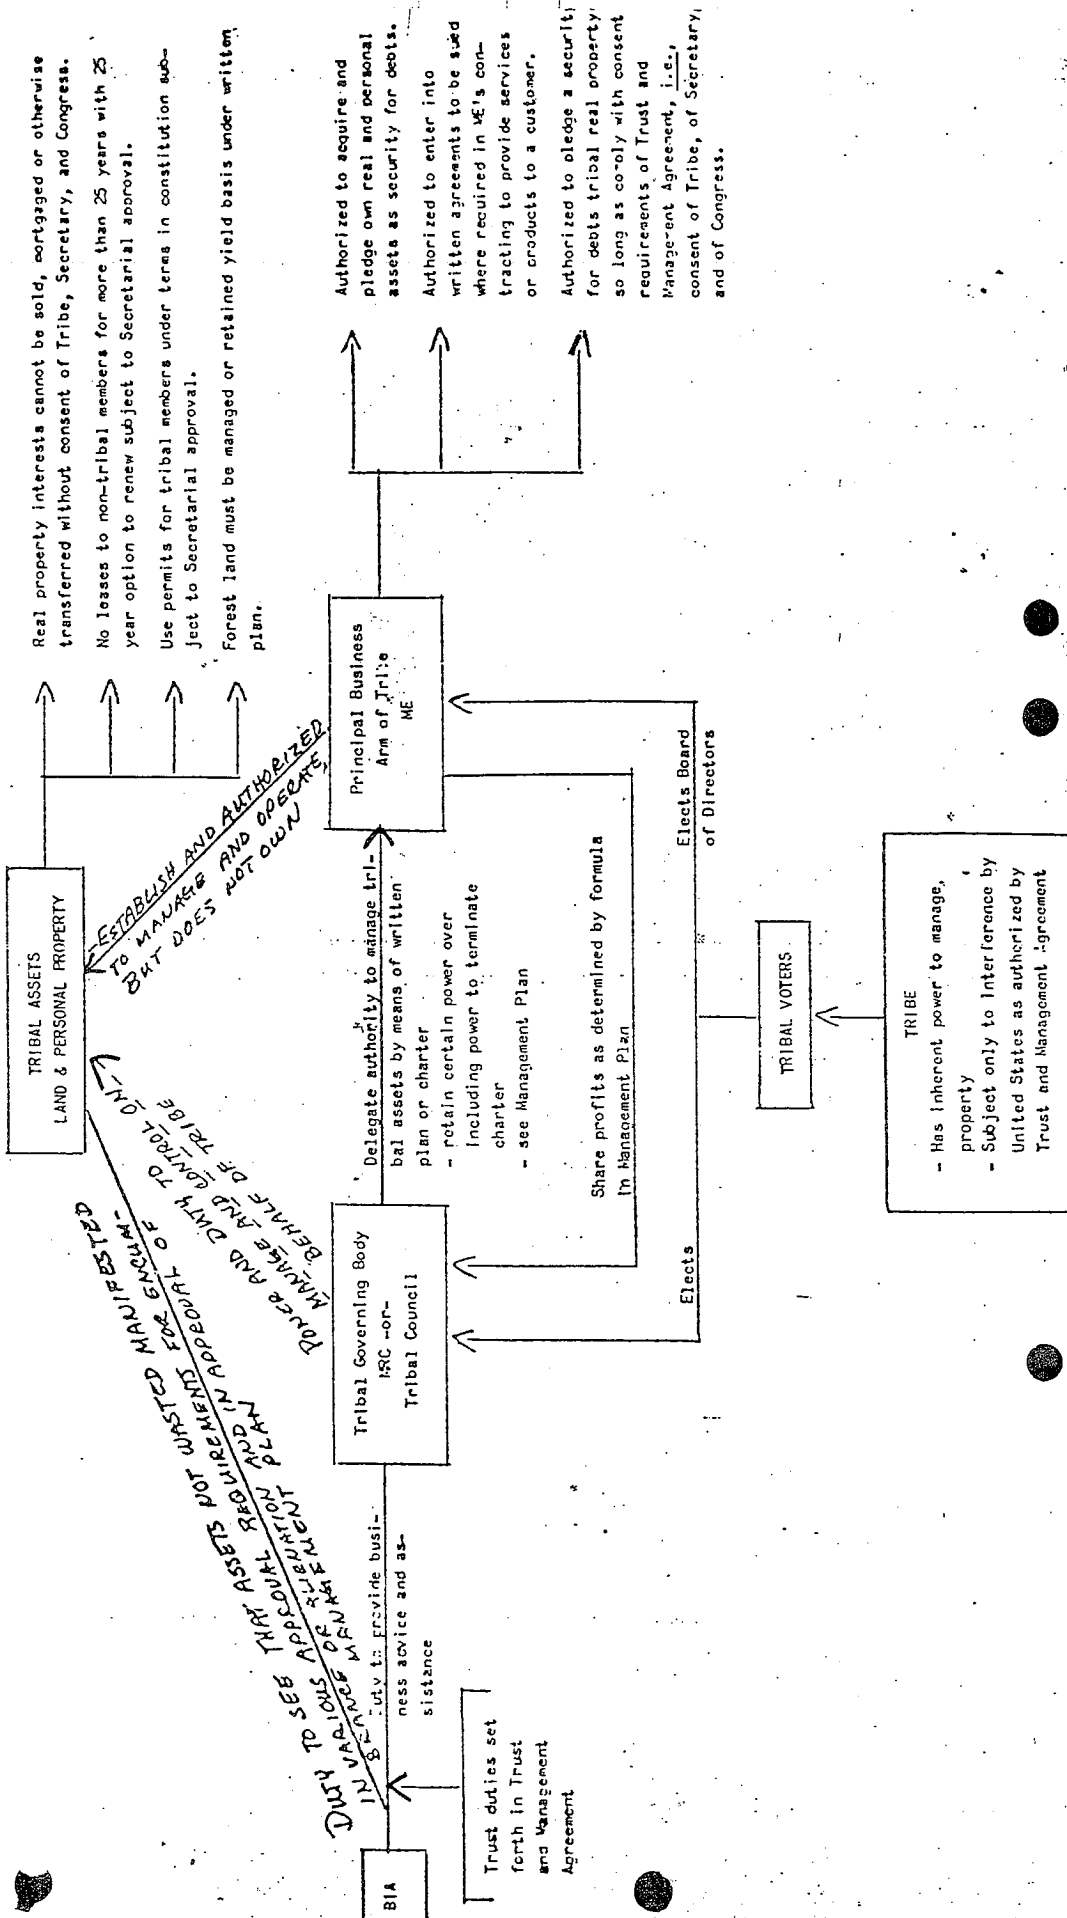 TRIBAL ASSETS
LAND & PERSONAL PROPERTY
Real property interests cannot be sold, mortgaged or otherwise
transferred without consent of Tribe, Secretary, and Congress.
No leases to non-tribal members for more than 25 years with 25
year option to renew subject to Secretarial approval.
Use permits for tribal members under terms in constitution sub-
ject to Secretarial approval.
Forest land must be managed or retained yield basis under written
plan.
DUTY TO SEE THAT ASSETS NOT WASTED MANIFESTED
IN VARIOUS APPROVAL REQUIREMENTS FOR ENCUM-
BRANCE OR ALIENATION AND IN APPROVAL OF
MANAGEMENT PLAN
POWER AND DUTY TO
MANAGE AND CONTROL ON
BEHALF OF TRIBE
-ESTABLISH AND AUTHORIZED
TO MANAGE AND OPERATE,
BUT DOES NOT OWN
BIA
Duty to provide busi-
ness advice and as-
sistance
Trust duties set
forth in Trust
and Management
Agreement
Tribal Governing Body
MRC -or-
Tribal Council
Delegate authority to manage tri-
bal assets by means of written
plan or charter
- retain certain power over
including power to terminate
charter
- see Management Plan
Principal Business
Arm of Tribe
ME
Authorized to acquire and
pledge own real and personal
assets as security for debts.
Authorized to enter into
written agreements to be sued
where required in ME's con-
tracting to provide services
or products to a customer.
Authorized to pledge a security
for debts tribal real property
so long as comply with consent
requirements of Trust and
Management Agreement, i.e.,
consent of Tribe, of Secretary,
and of Congress.
Share profits as determined by formula
in Management Plan
Elects
Elects Board
of Directors
TRIBAL VOTERS
TRIBE
- Has inherent power to manage,
property
- Subject only to interference by
United States as authorized by
Trust and Management Agreement